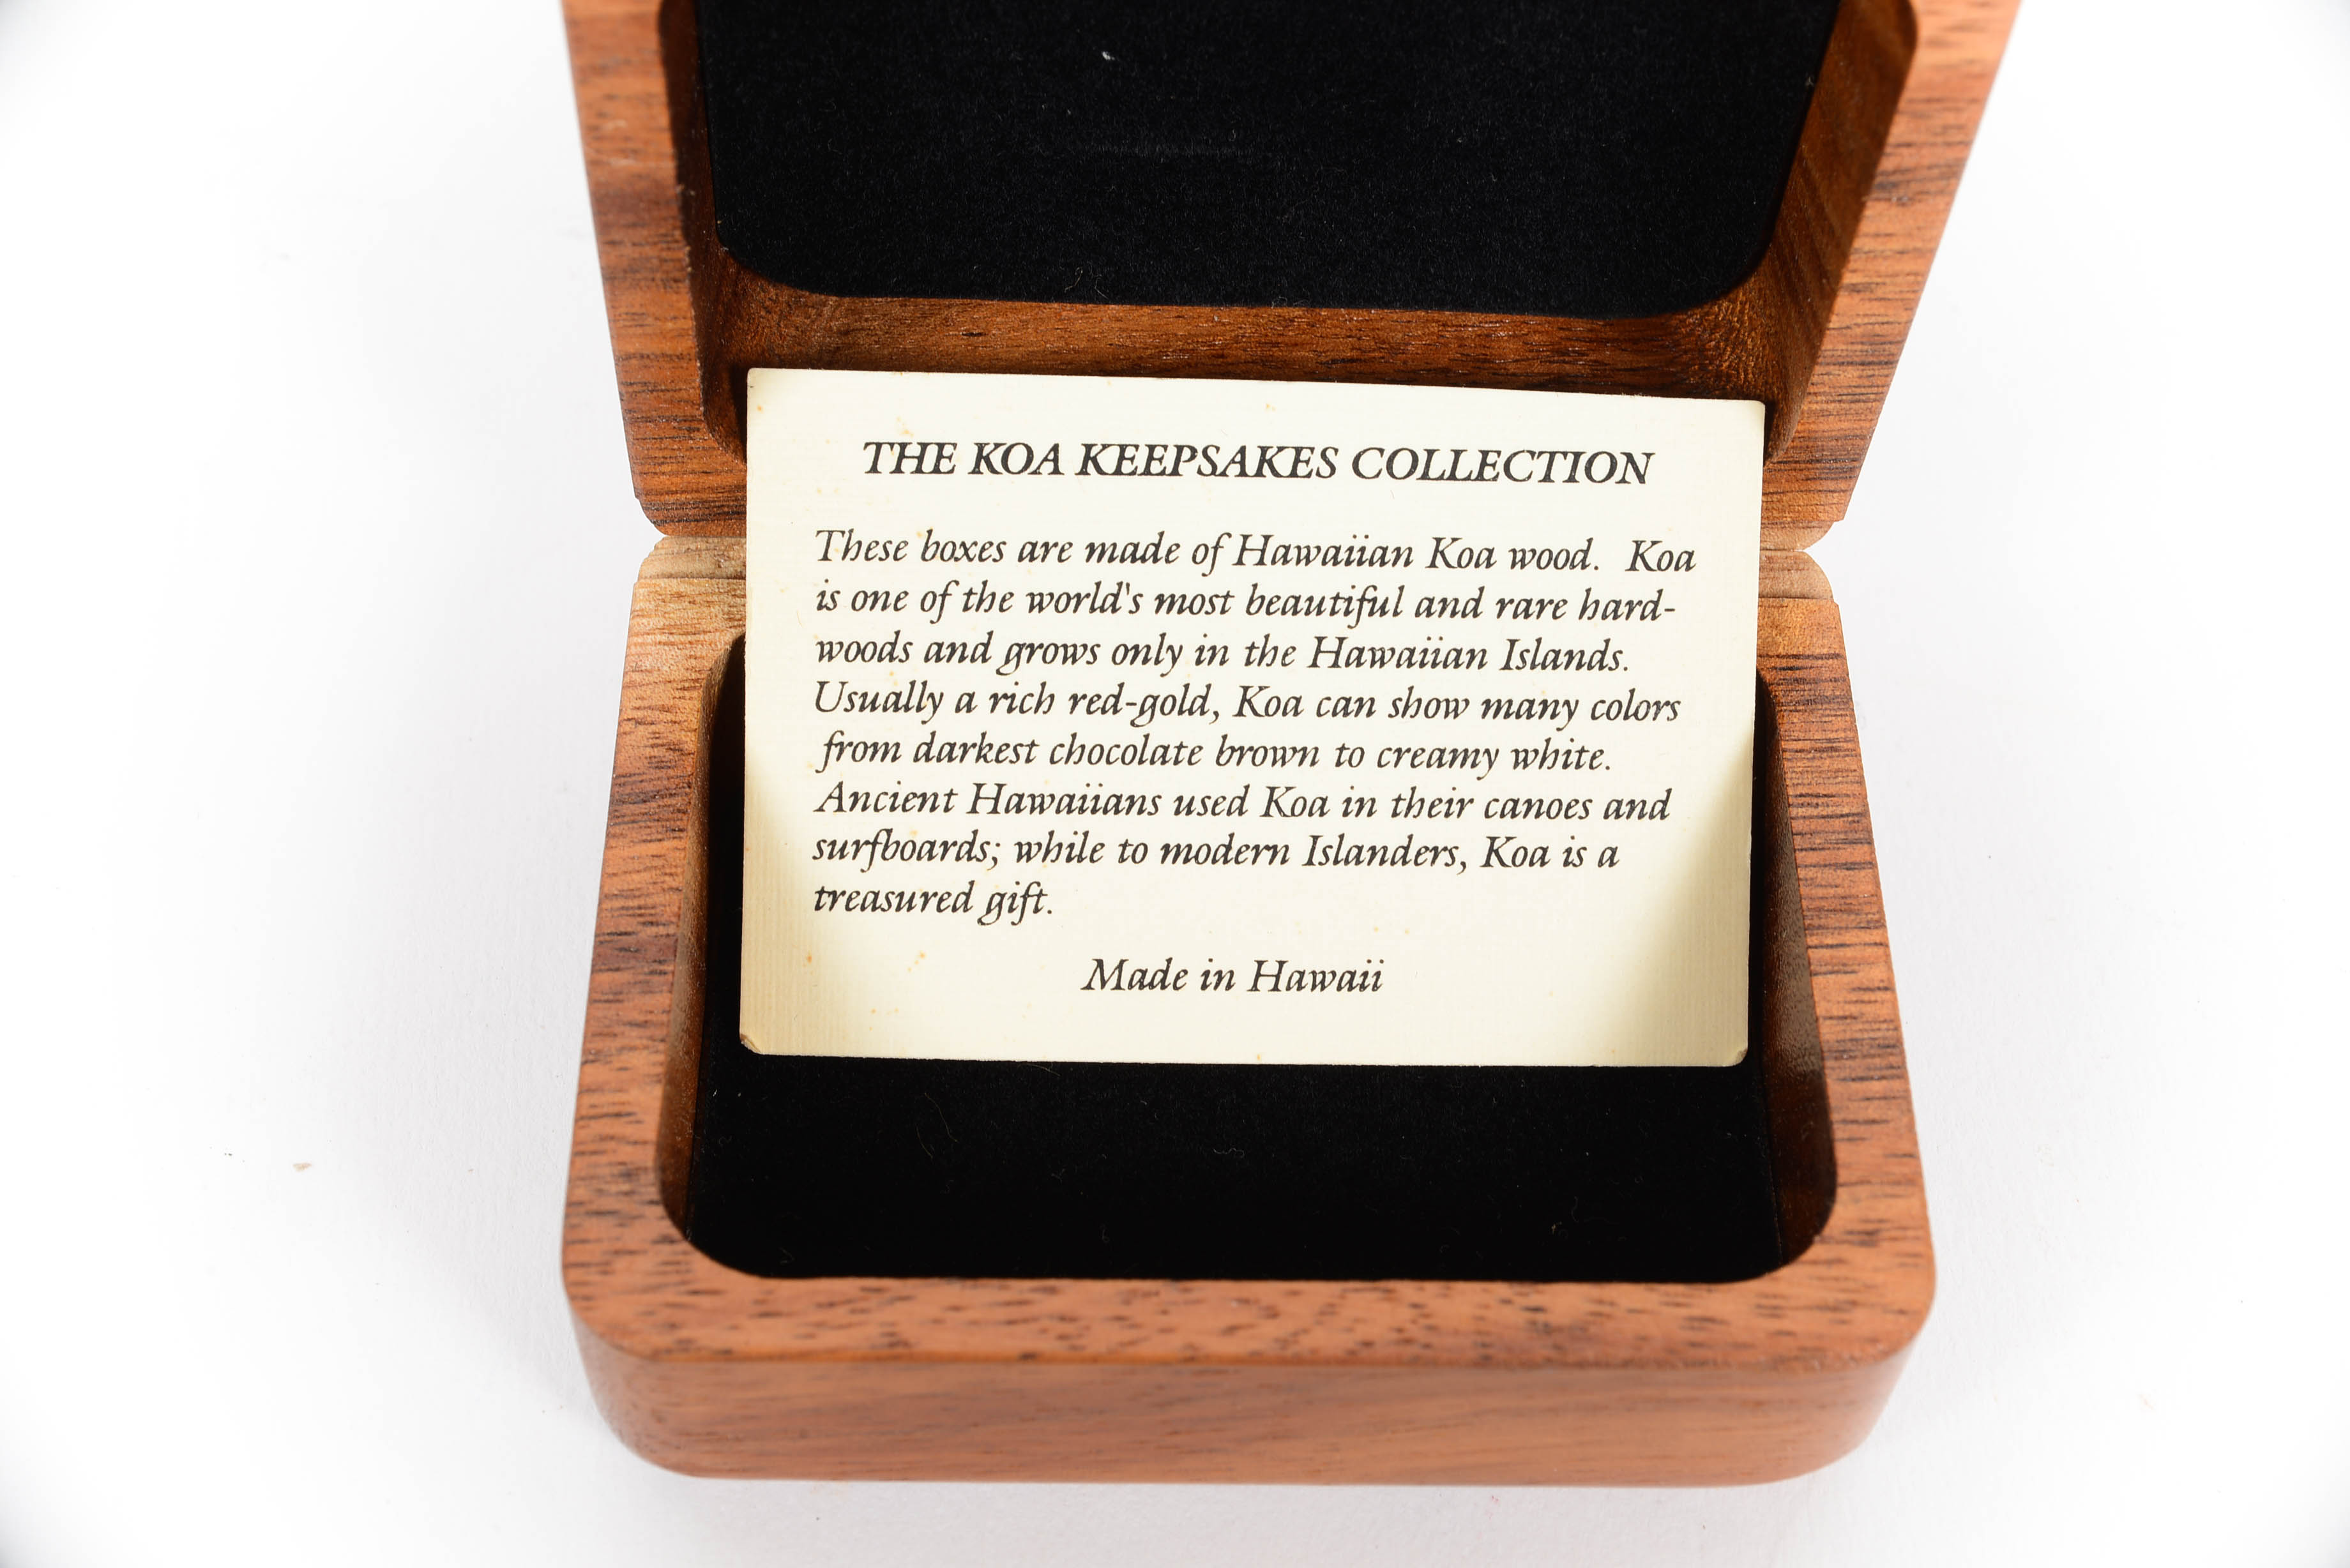 THE KOA KEEPSAKES COLLECTION
These boxes are made of Hawaiian Koa wood.  Koa
is one of the world's most beautiful and rare hard-
woods and grows only in the Hawaiian Islands.
Usually a rich red-gold, Koa can show many colors
from darkest chocolate brown to creamy white.
Ancient Hawaiians used Koa in their canoes and
surfboards; while to modern Islanders, Koa is a
treasured gift.
Made in Hawaii